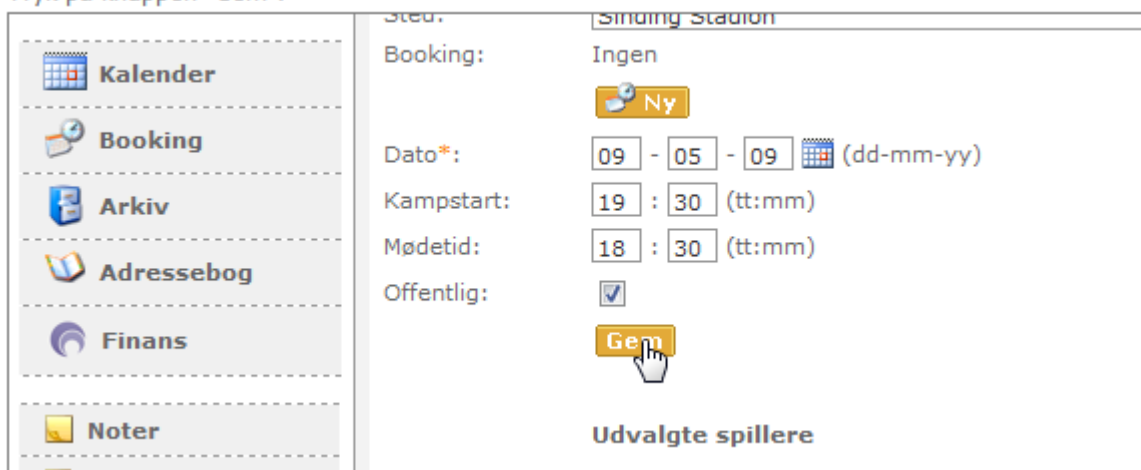 Kalender
Booking
Arkiv
Adressebog
Finans
Noter
Sted: Sinding Stadion
Booking: Ingen
Ny
Dato*: 09 - 05 - 09 (dd-mm-yy)
Kampstart: 19 : 30 (tt:mm)
Mødetid: 18 : 30 (tt:mm)
Offentlig:
Gem
Udvalgte spillere